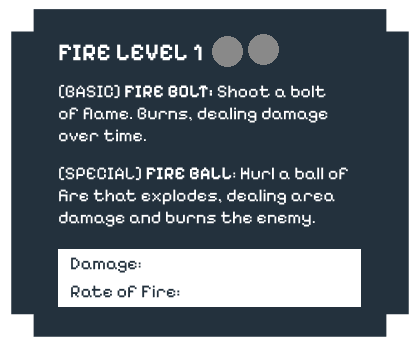 FIRE LEVEL 1
(BASIC) FIRE BOLT: Shoot a bolt
of flame. Burns, dealing damage
over time.
(SPECIAL) FIRE BALL: Hurl a ball of
fire that explodes, dealing area
damage and burns the enemy.
Damage:
Rate of Fire: